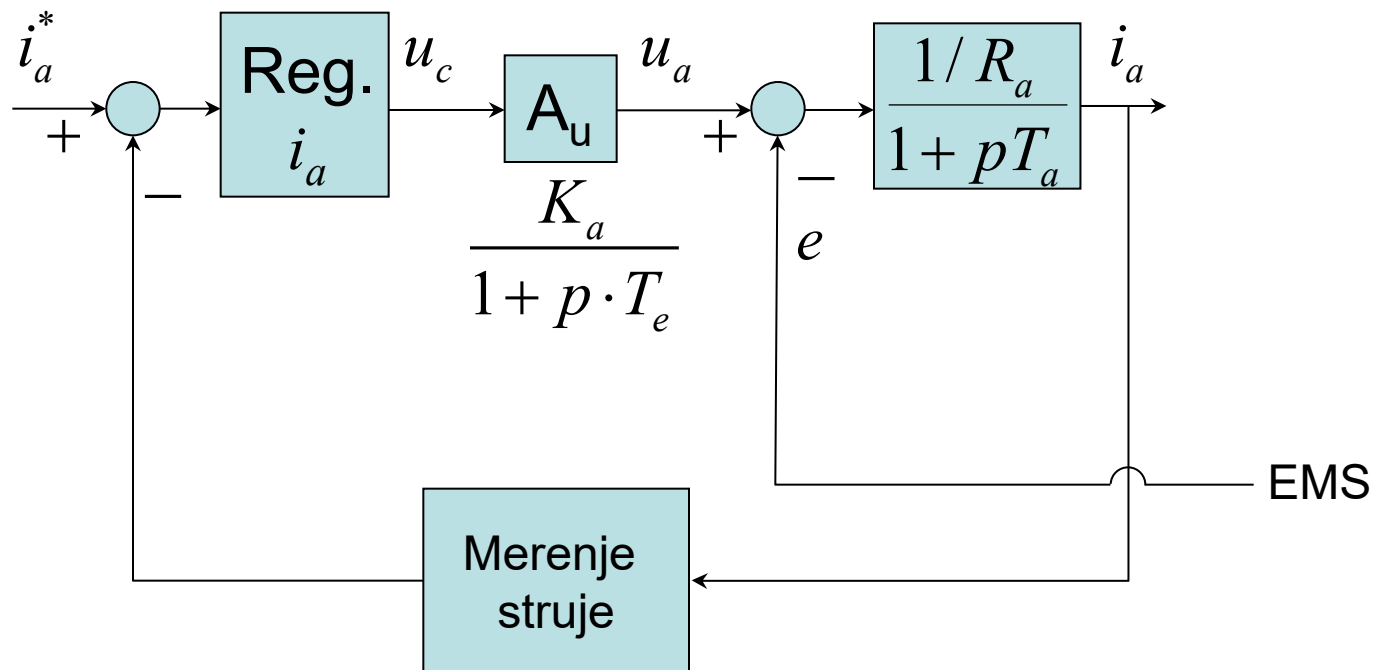 i_a^*
+
−
Reg.
i_a
u_c
A_u
K_a
1 + p · T_e
u_a
+
−
e
1 / R_a
1 + pT_a
i_a
EMS
Merenje
struje